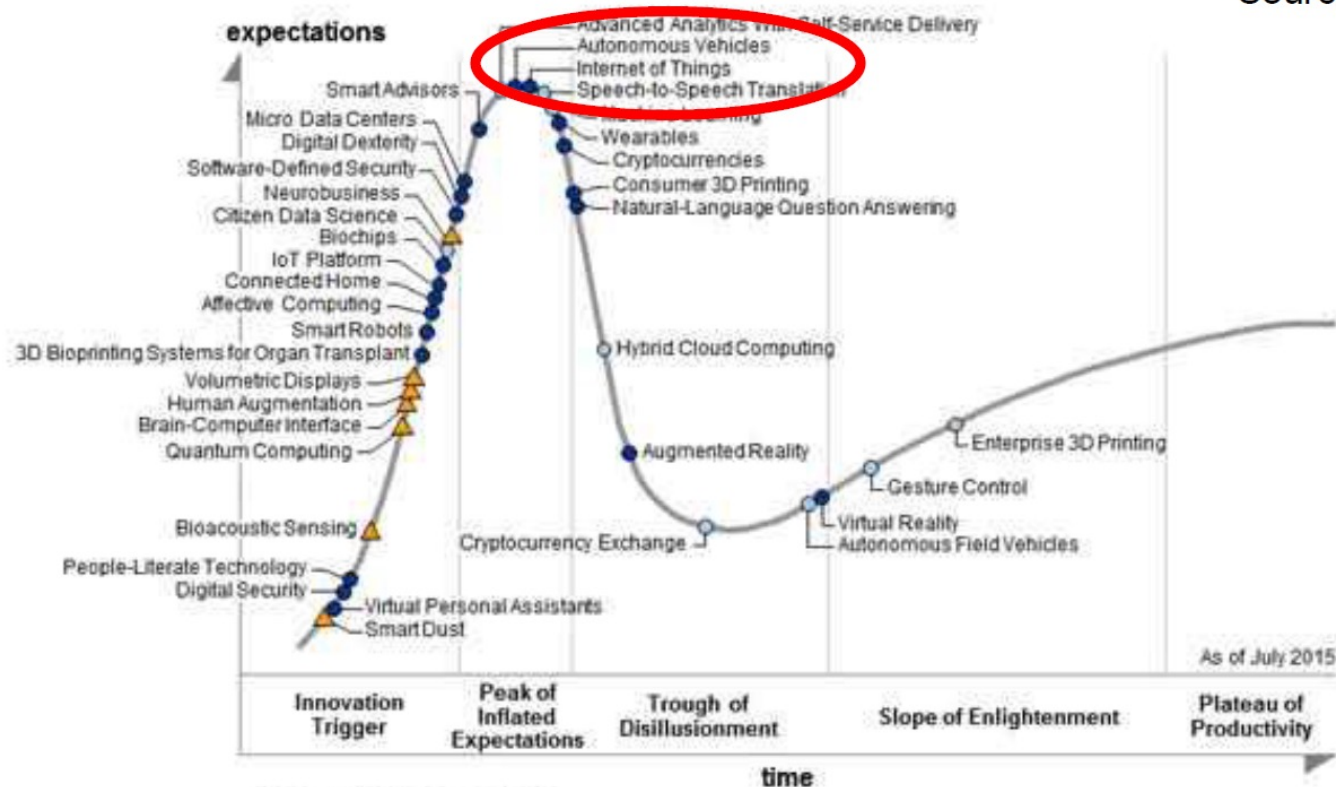 expectations
Advanced Analytics With Self-Service Delivery
Autonomous Vehicles
Internet of Things
Speech-to-Speech Translation
Smart Advisors
Micro Data Centers
Digital Dexterity
Software-Defined Security
Neurobusiness
Citizen Data Science
Biochips
IoT Platform
Connected Home
Affective Computing
Smart Robots
3D Bioprinting Systems for Organ Transplant
Volumetric Displays
Human Augmentation
Brain-Computer Interface
Quantum Computing
Bioacoustic Sensing
People-Literate Technology
Digital Security
Virtual Personal Assistants
Smart Dust
Wearables
Cryptocurrencies
Consumer 3D Printing
Natural-Language Question Answering
Hybrid Cloud Computing
Augmented Reality
Cryptocurrency Exchange
Enterprise 3D Printing
Gesture Control
Virtual Reality
Autonomous Field Vehicles
As of July 2015
Innovation
Trigger
Peak of
Inflated
Expectations
Trough of
Disillusionment
Slope of Enlightenment
Plateau of
Productivity
time